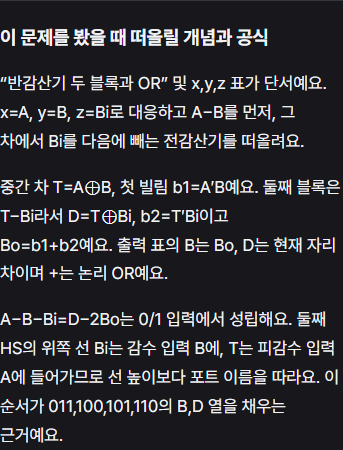 이 문제를 봤을 때 떠올릴 개념과 공식
“반감산기 두 블록과 OR” 및 x,y,z 표가 단서예요.
x=A, y=B, z=Bi로 대응하고 A−B를 먼저, 그
차에서 Bi를 다음에 빼는 전감산기를 떠올려요.
중간 차 T=A⊕B, 첫 빌림 b1=A′B예요. 둘째 블록은
T−Bi라서 D=T⊕Bi, b2=T′Bi이고
Bo=b1+b2예요. 출력 표의 B는 Bo, D는 현재 자리
차이며 +는 논리 OR예요.
A−B−Bi=D−2Bo는 0/1 입력에서 성립해요. 둘째
HS의 위쪽 선 Bi는 감수 입력 B에, T는 피감수 입력
A에 들어가므로 선 높이보다 포트 이름을 따라요. 이
순서가 011,100,101,110의 B,D 열을 채우는
근거예요.